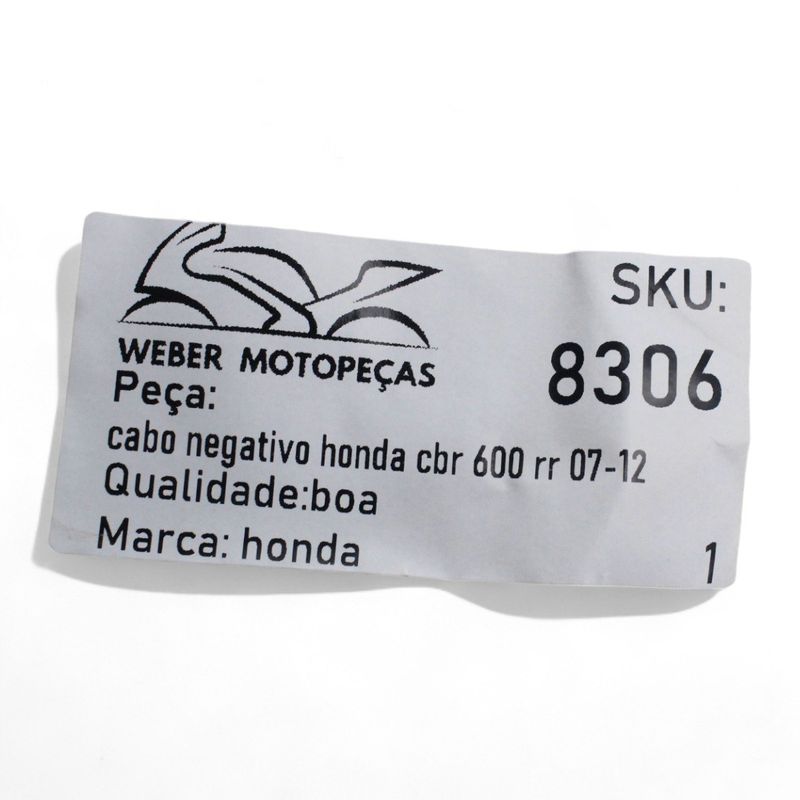 WEBER MOTOPEÇAS
SKU:
8306
Peça:
cabo negativo honda cbr 600 rr 07-12
Qualidade:boa
Marca: honda
1